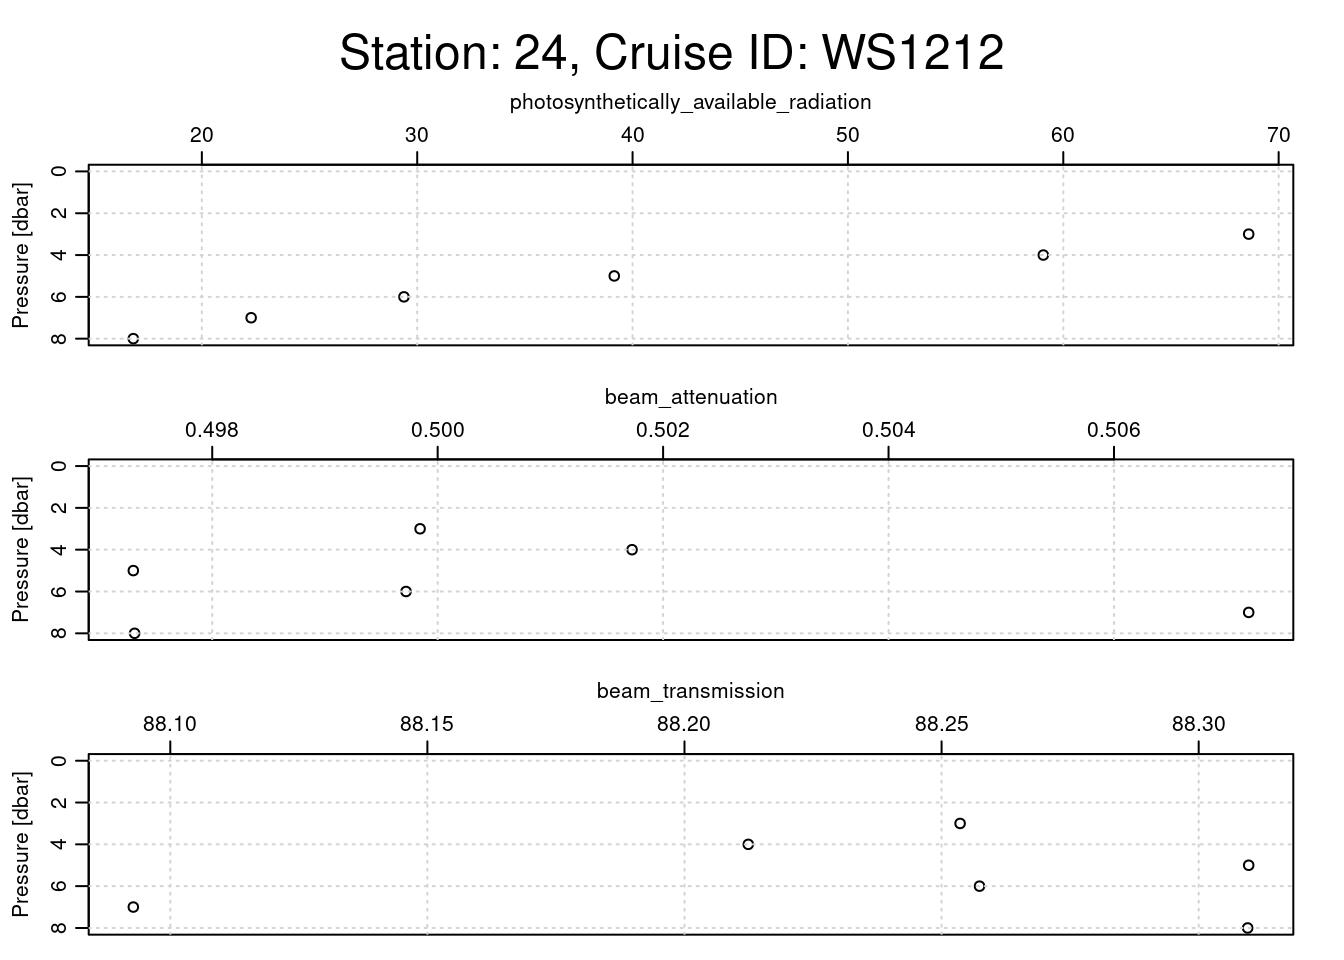 Station: 24, Cruise ID: WS1212
photosynthetically_available_radiation
20 30 40 50 60 70
Pressure [dbar]
0
2
4
6
8
beam_attenuation
0.498 0.500 0.502 0.504 0.506
Pressure [dbar]
0
2
4
6
8
beam_transmission
88.10 88.15 88.20 88.25 88.30
Pressure [dbar]
0
2
4
6
8